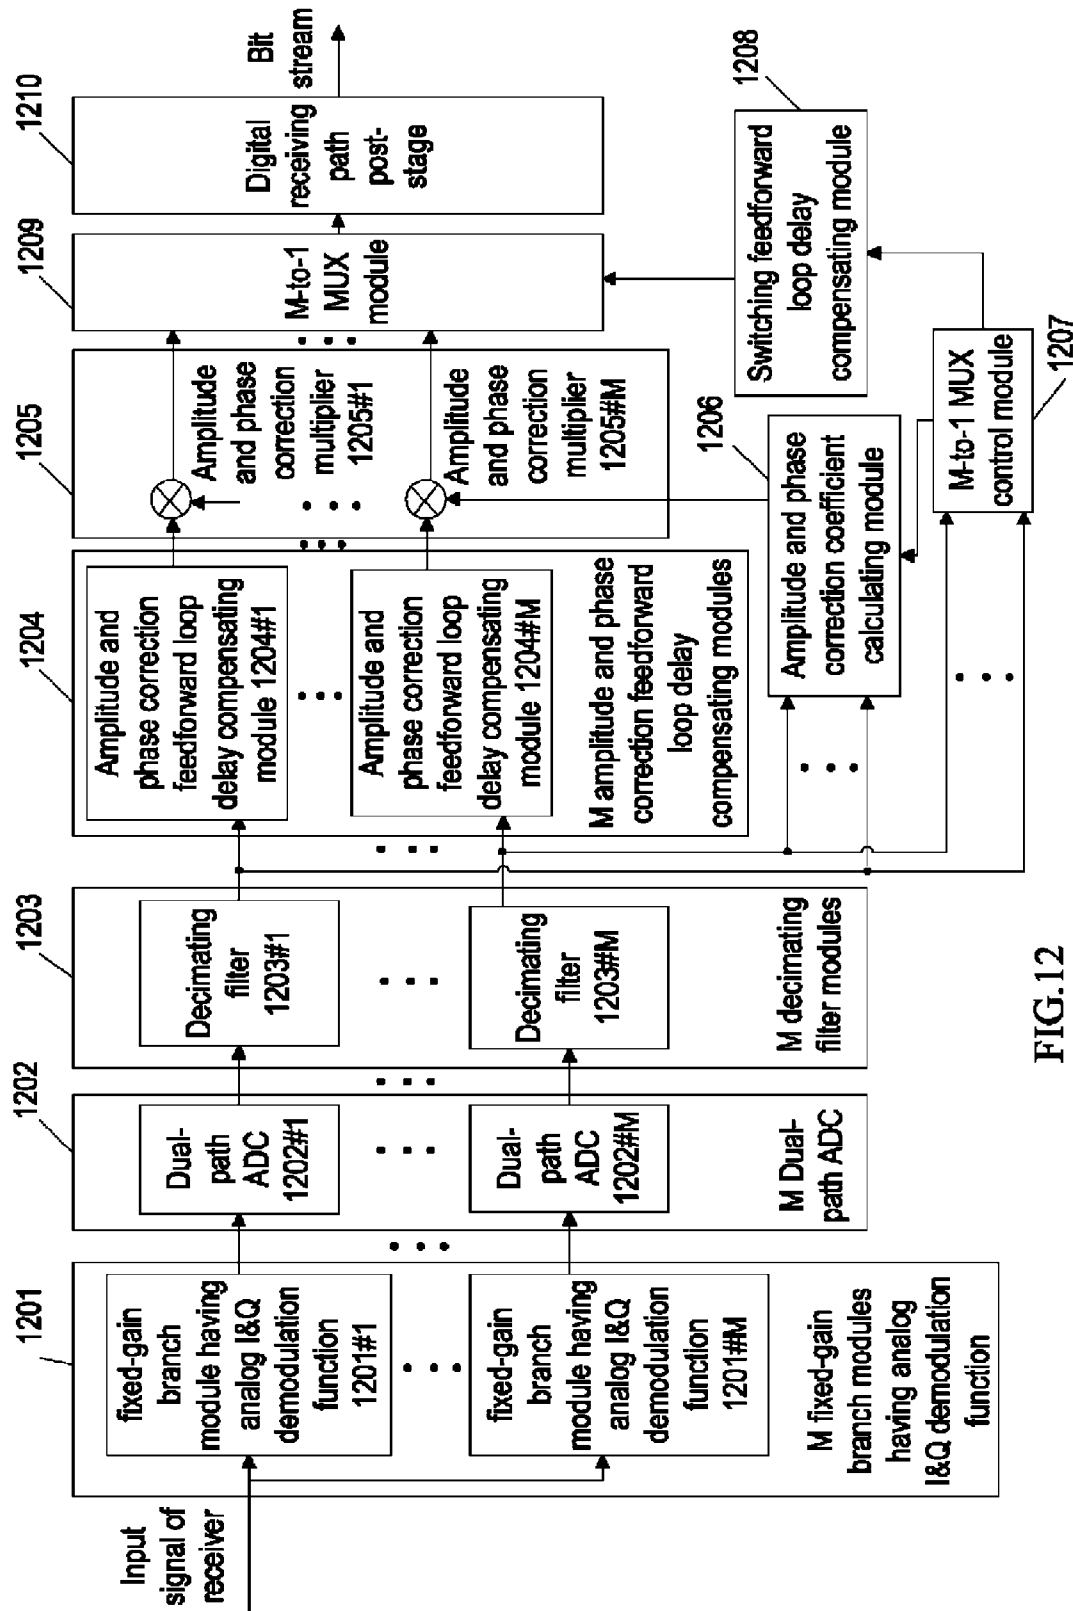 Input
signal of
receiver
1201
fixed-gain
branch
module having
analog I&Q
demodulation
function
1201#1
fixed-gain
branch
module having
analog I&Q
demodulation
function
1201#M
M fixed-gain
branch modules
having analog
I&Q demodulation
function
1202
Dual-
path
ADC
1202#1
Dual-
path
ADC
1202#M
M Dual-
path ADC
1203
Decimating
filter
1203#1
Decimating
filter
1203#M
M decimating
filter modules
1204
Amplitude and
phase correction
feedforward loop
delay compensating
module 1204#1
Amplitude and
phase correction
feedforward loop
delay compensating
module 1204#M
M amplitude and phase
correction feedforward
loop delay
compensating modules
1205
Amplitude
and phase
correction
multiplier
1205#1
Amplitude
and phase
correction
multiplier
1205#M
1206
Amplitude and phase
correction coefficient
calculating module
M-to-1 MUX
control module
1207
1208
Switching feedforward
loop delay
compensating module
1209
M-to-1
MUX
module
1210
Digital
receiving
path
post-
stage
Bit
stream
FIG.12